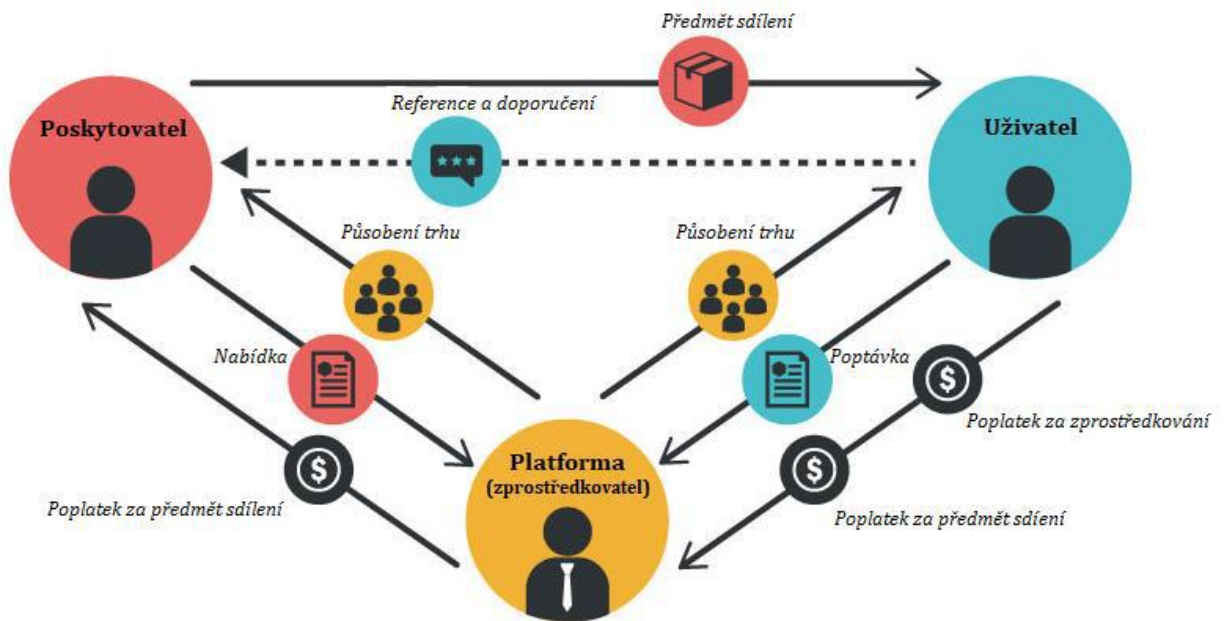 Předmět sdílení
Reference a doporučení
Poskytovatel
Uživatel
Působení trhu
Působení trhu
Nabídka
Poptávka
Poplatek za zprostředkování
Platforma
(zprostředkovatel)
Poplatek za předmět sdílení
Poplatek za předmět sdíení